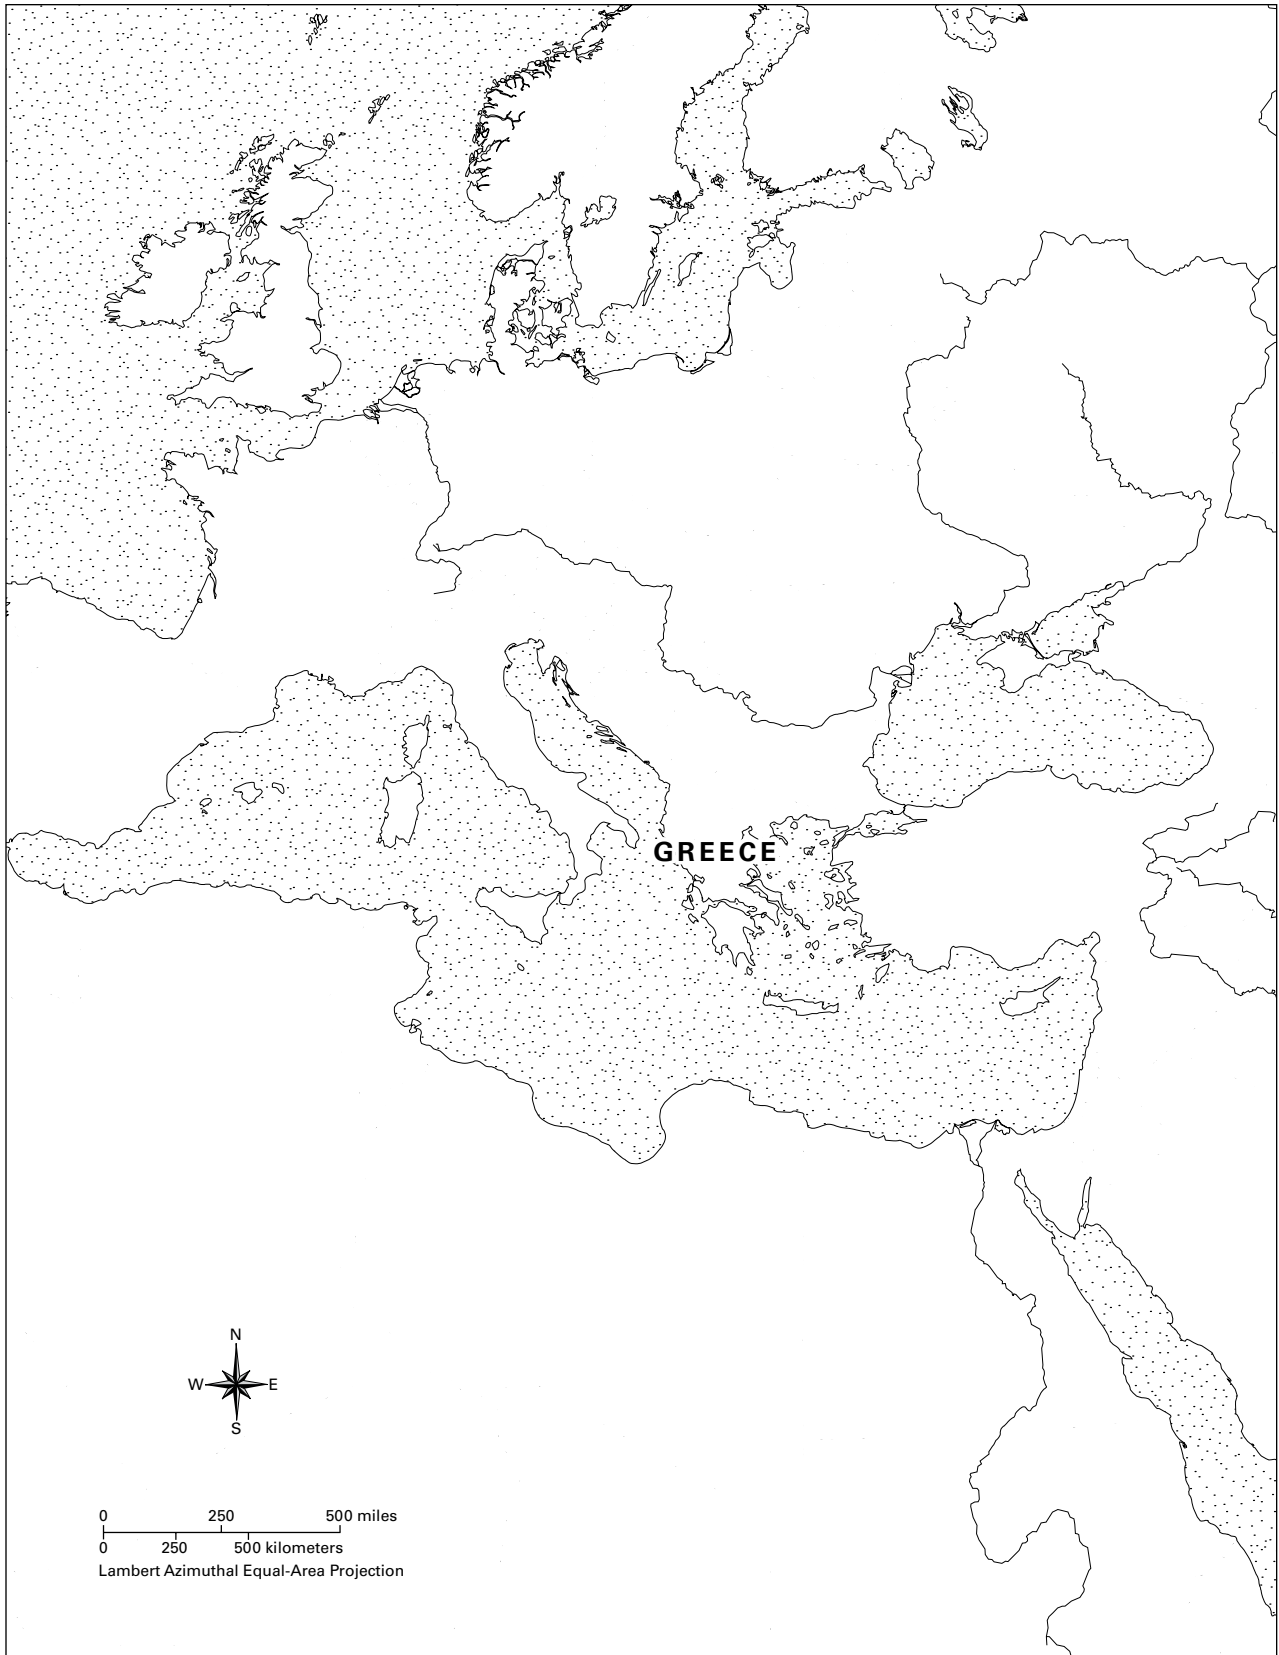 GREECE
N
W E
S
0 250 500 miles
0 250 500 kilometers
Lambert Azimuthal Equal-Area Projection